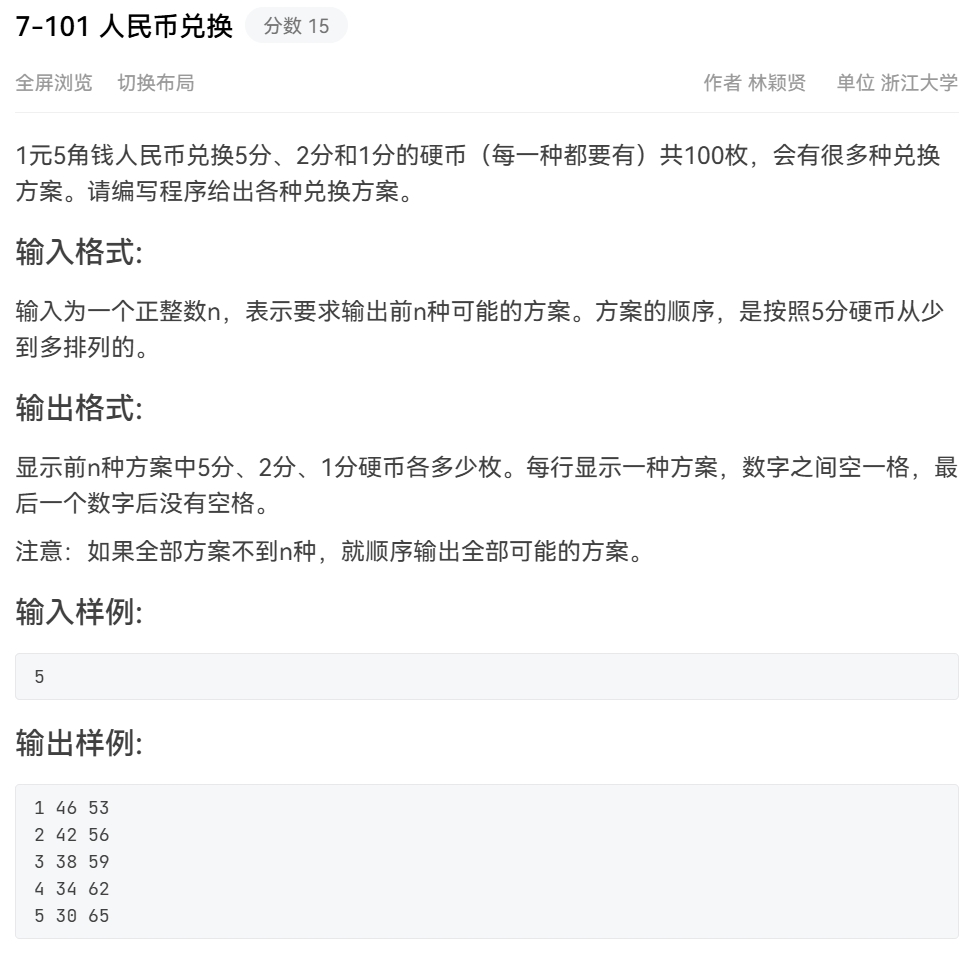 7-101 人民币兑换 分数 15
全屏浏览 切换布局 作者 林颖贤 单位 浙江大学
1元5角钱人民币兑换5分、2分和1分的硬币（每一种都要有）共100枚，会有很多种兑换
方案。请编写程序给出各种兑换方案。
输入格式:
输入为一个正整数n，表示要求输出前n种可能的方案。方案的顺序，是按照5分硬币从少
到多排列的。
输出格式:
显示前n种方案中5分、2分、1分硬币各多少枚。每行显示一种方案，数字之间空一格，最
后一个数字后没有空格。
注意：如果全部方案不到n种，就顺序输出全部可能的方案。
输入样例:
5
输出样例:
1 46 53
2 42 56
3 38 59
4 34 62
5 30 65